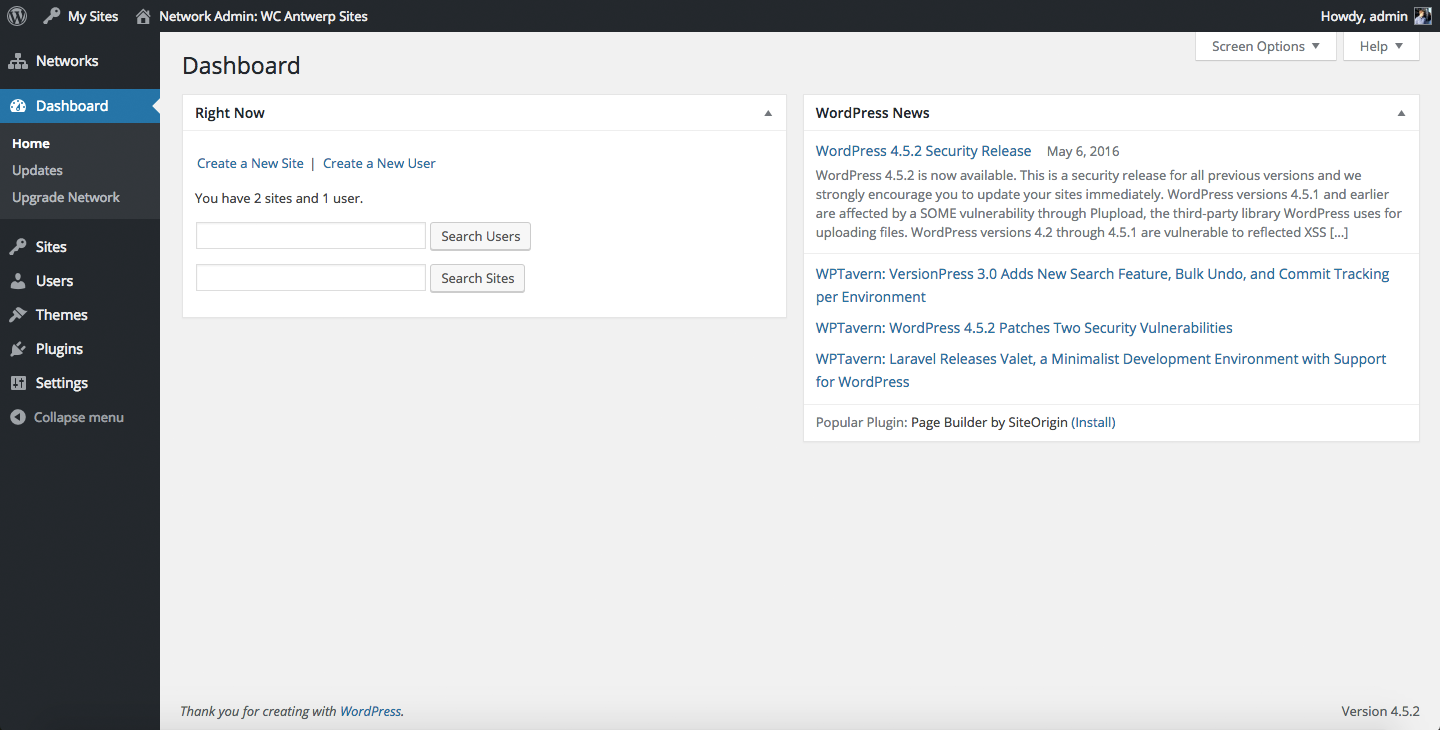 My Sites
Network Admin: WC Antwerp Sites
Howdy, admin
Networks
Dashboard
Home
Updates
Upgrade Network
Sites
Users
Themes
Plugins
Settings
Collapse menu
Screen Options
Help
Dashboard
Right Now
Create a New Site | Create a New User
You have 2 sites and 1 user.
Search Users
Search Sites
WordPress News
WordPress 4.5.2 Security Release May 6, 2016
WordPress 4.5.2 is now available. This is a security release for all previous versions and we
strongly encourage you to update your sites immediately. WordPress versions 4.5.1 and earlier
are affected by a SOME vulnerability through Plupload, the third-party library WordPress uses for
uploading files. WordPress versions 4.2 through 4.5.1 are vulnerable to reflected XSS […]
WPTavern: VersionPress 3.0 Adds New Search Feature, Bulk Undo, and Commit Tracking
per Environment
WPTavern: WordPress 4.5.2 Patches Two Security Vulnerabilities
WPTavern: Laravel Releases Valet, a Minimalist Development Environment with Support
for WordPress
Popular Plugin: Page Builder by SiteOrigin (Install)
Thank you for creating with WordPress.
Version 4.5.2